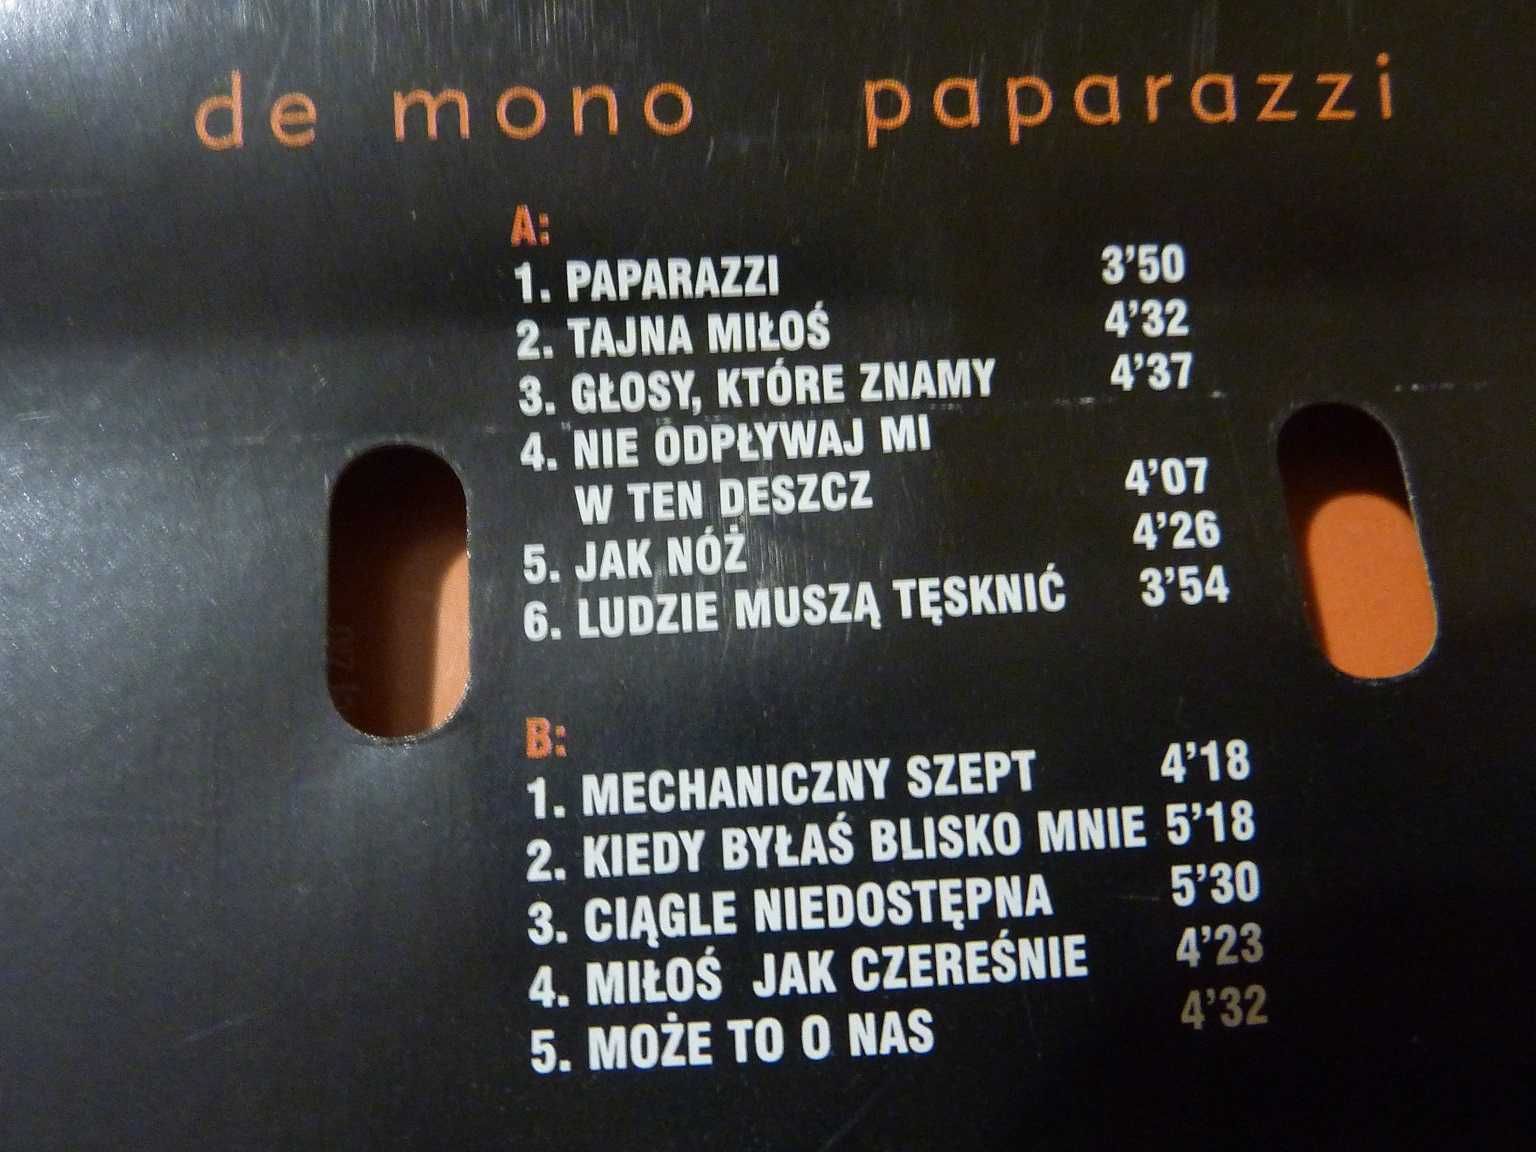 de mono paparazzi
A:
1. PAPARAZZI 3'50
2. TAJNA MIŁOŚ 4'32
3. GŁOSY, KTÓRE ZNAMY 4'37
4. NIE ODPŁYWAJ MI
W TEN DESZCZ 4'07
5. JAK NÓŻ 4'26
6. LUDZIE MUSZĄ TĘSKNIĆ 3'54
B:
1. MECHANICZNY SZEPT 4'18
2. KIEDY BYŁAŚ BLISKO MNIE 5'18
3. CIĄGLE NIEDOSTĘPNA 5'30
4. MIŁOŚ JAK CZEREŚNIE 4'23
5. MOŻE TO O NAS 4'32